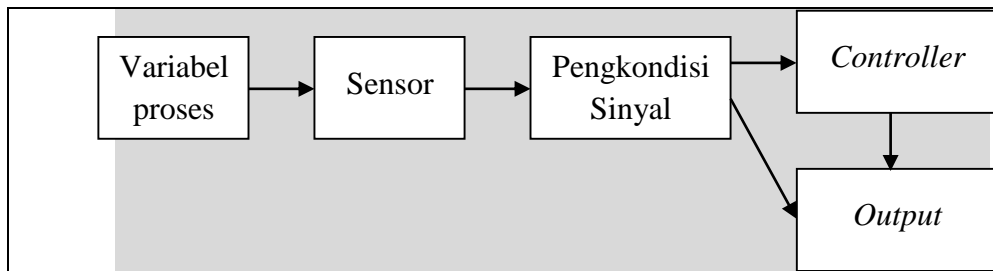 Variabel
proses
Sensor
Pengkondisi
Sinyal
Controller
Output